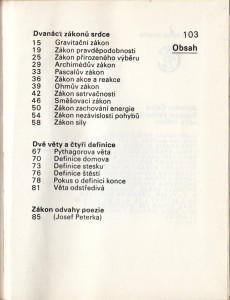 Dvanáct zákonů srdce
15 Gravitační zákon
19 Zákon pravděpodobnosti
25 Zákon přirozeného výběru
29 Archimédův zákon
33 Pascalův zákon
36 Zákon akce a reakce
39 Ohmův zákon
42 Zákon setrvačnosti
46 Směšovací zákon
50 Zákon zachování energie
54 Zákon nezávislosti pohybů
58 Zákon síly
Dvě věty a čtyři definice
67 Pythagorova věta
70 Definice domova
73 Definice stesku
76 Definice štěstí
78 Pokus o definici konce
81 Věta odstředivá
Zákon odvahy poezie
85 (Josef Peterka)
103
Obsah